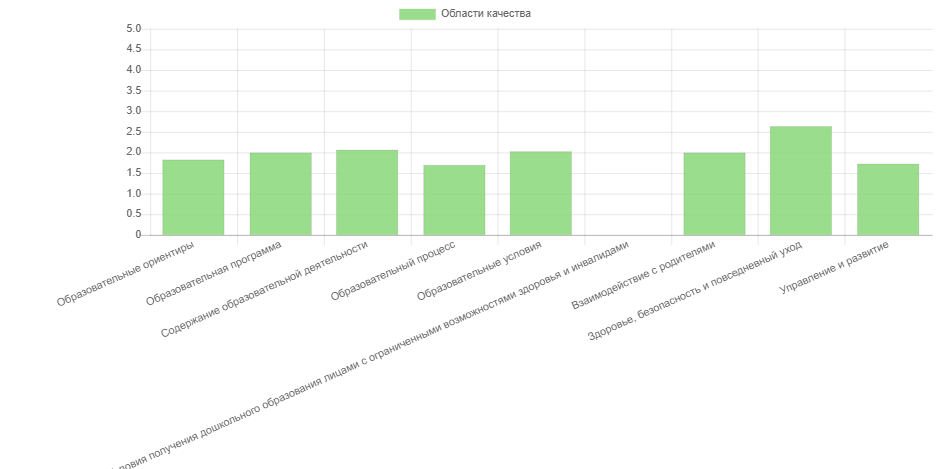 Области качества
5.0
4.5
4.0
3.5
3.0
2.5
2.0
1.5
1.0
0.5
0
Образовательные ориентиры
Образовательная программа
Содержание образовательной деятельности
Образовательный процесс
Образовательные условия
получения дошкольного образования лицами с ограниченными возможностями здоровья и инвалидами
Взаимодействие с родителями
Здоровье, безопасность и повседневный уход
Управление и развитие